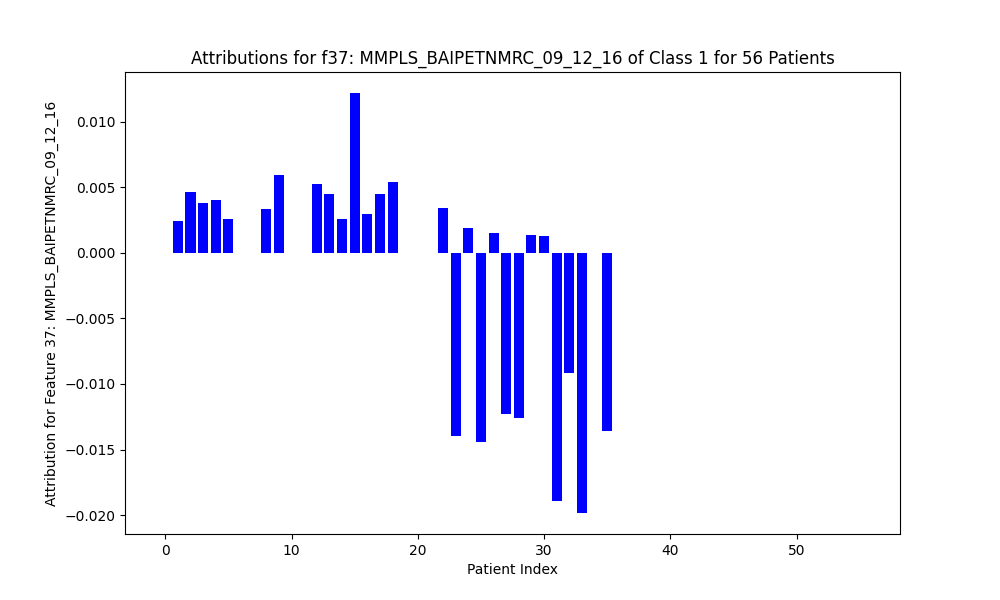 Attributions for f37: MMPLS_BAIPETNMRC_09_12_16 of Class 1 for 56 Patients
Attribution for Feature 37: MMPLS_BAIPETNMRC_09_12_16
0.010
0.005
0.000
−0.005
−0.010
−0.015
−0.020
0 10 20 30 40 50
Patient Index